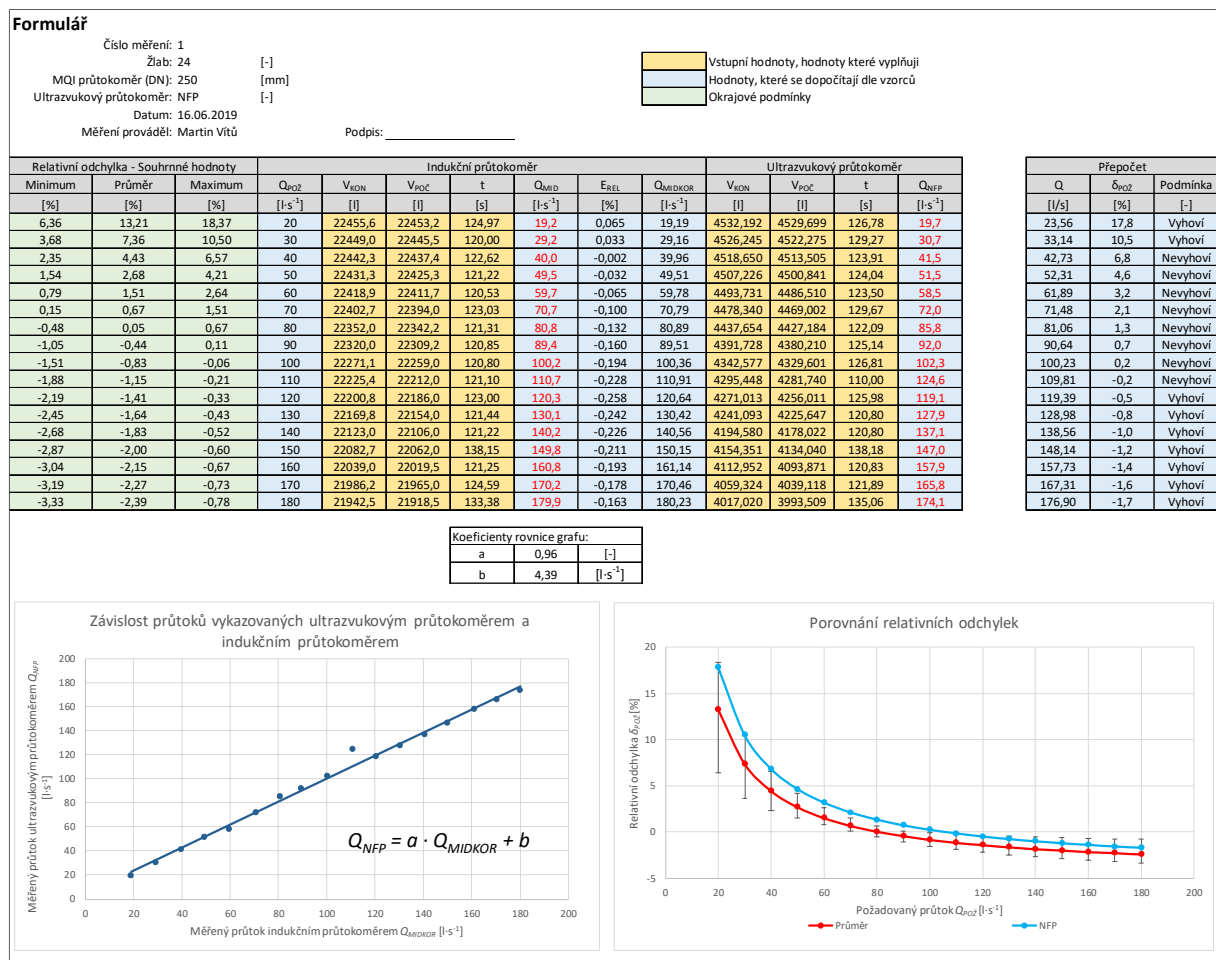 Formulář
Číslo měření: 1
Žlab: 24 [-]
MQI průtokoměr (DN): 250 [mm]
Ultrazvukový průtokoměr: NFP [-]
Datum: 16.06.2019
Měření prováděl: Martin Vítů Podpis:
Vstupní hodnoty, hodnoty které vyplňuji
Hodnoty, které se dopočítají dle vzorců
Okrajové podmínky
Relativní odchylka - Souhrnné hodnoty Indukční průtokoměr Ultrazvukový průtokoměr Přepočet
Minimum Průměr Maximum Q_POŽ V_KON V_POČ t Q_MID E_REL Q_MIDKOR V_KON V_POČ t Q_NFP Q δ_POŽ Podmínka
[%] [%] [%] [l·s⁻¹] [l] [l] [s] [l·s⁻¹] [%] [l·s⁻¹] [l] [l] [s] [l·s⁻¹] [l/s] [%] [-]
6,36 13,21 18,37 20 22455,6 22453,2 124,97 19,2 0,065 19,19 4532,192 4529,699 126,78 19,7 23,56 17,8 Vyhoví
3,68 7,36 10,50 30 22449,0 22445,5 120,00 29,2 0,033 29,16 4526,245 4522,275 129,27 30,7 33,14 10,5 Vyhoví
2,35 4,43 6,57 40 22442,3 22437,4 122,62 40,0 -0,002 39,96 4518,650 4513,505 123,91 41,5 42,73 6,8 Nevyhoví
1,54 2,68 4,21 50 22431,3 22425,3 121,22 49,5 -0,032 49,51 4507,226 4500,841 124,04 51,5 52,31 4,6 Nevyhoví
0,79 1,51 2,64 60 22418,9 22411,7 120,53 59,7 -0,065 59,78 4493,731 4486,510 123,50 58,5 61,89 3,2 Nevyhoví
0,15 0,67 1,51 70 22402,7 22394,0 123,03 70,7 -0,100 70,79 4478,340 4469,002 129,67 72,0 71,48 2,1 Nevyhoví
-0,48 0,05 0,67 80 22352,0 22342,2 121,31 80,8 -0,132 80,89 4437,654 4427,184 122,09 85,8 81,06 1,3 Nevyhoví
-1,05 -0,44 0,11 90 22320,0 22309,2 120,85 89,4 -0,160 89,51 4391,728 4380,210 125,14 92,0 90,64 0,7 Nevyhoví
-1,51 -0,83 -0,06 100 22271,1 22259,0 120,80 100,2 -0,194 100,36 4342,577 4329,601 126,81 102,3 100,23 0,2 Nevyhoví
-1,88 -1,15 -0,21 110 22225,4 22212,0 121,10 110,7 -0,228 110,91 4295,448 4281,740 110,00 124,6 109,81 -0,2 Nevyhoví
-2,19 -1,41 -0,33 120 22200,8 22186,0 123,00 120,3 -0,258 120,64 4271,013 4256,011 125,98 119,1 119,39 -0,5 Vyhoví
-2,45 -1,64 -0,43 130 22169,8 22154,0 121,44 130,1 -0,242 130,42 4241,093 4225,647 120,80 127,9 128,98 -0,8 Vyhoví
-2,68 -1,83 -0,52 140 22123,0 22106,0 121,22 140,2 -0,226 140,56 4194,580 4178,022 120,80 137,1 138,56 -1,0 Vyhoví
-2,87 -2,00 -0,60 150 22082,7 22062,0 138,15 149,8 -0,211 150,15 4154,351 4134,040 138,18 147,0 148,14 -1,2 Vyhoví
-3,04 -2,15 -0,67 160 22039,0 22019,5 121,25 160,8 -0,193 161,14 4112,952 4093,871 120,83 157,9 157,73 -1,4 Vyhoví
-3,19 -2,27 -0,73 170 21986,2 21965,0 124,59 170,2 -0,178 170,46 4059,324 4039,118 121,89 165,8 167,31 -1,6 Vyhoví
-3,33 -2,39 -0,78 180 21942,5 21918,5 133,38 179,9 -0,163 180,23 4017,020 3993,509 135,06 174,1 176,90 -1,7 Vyhoví
Koeficienty rovnice grafu:
a 0,96 [-]
b 4,39 [l·s⁻¹]
Závislost průtoků vykazovaných ultrazvukovým průtokoměrem a
indukčním průtokoměrem
Měřený průtok ultrazvukovým průtokoměrem Q_NFP
[l·s⁻¹]
200
180
160
140
120
100
80
60
40
20
0
Q_NFP = a · Q_MIDKOR + b
0 20 40 60 80 100 120 140 160 180 200
Měřený průtok indukčním průtokoměrem Q_MIDKOR [l·s⁻¹]
Porovnání relativních odchylek
Relativní odchylka δ_POŽ [%]
20
15
10
5
0
-5
0 20 40 60 80 100 120 140 160 180 200
Požadovaný průtok Q_POŽ [l·s⁻¹]
Průměr NFP